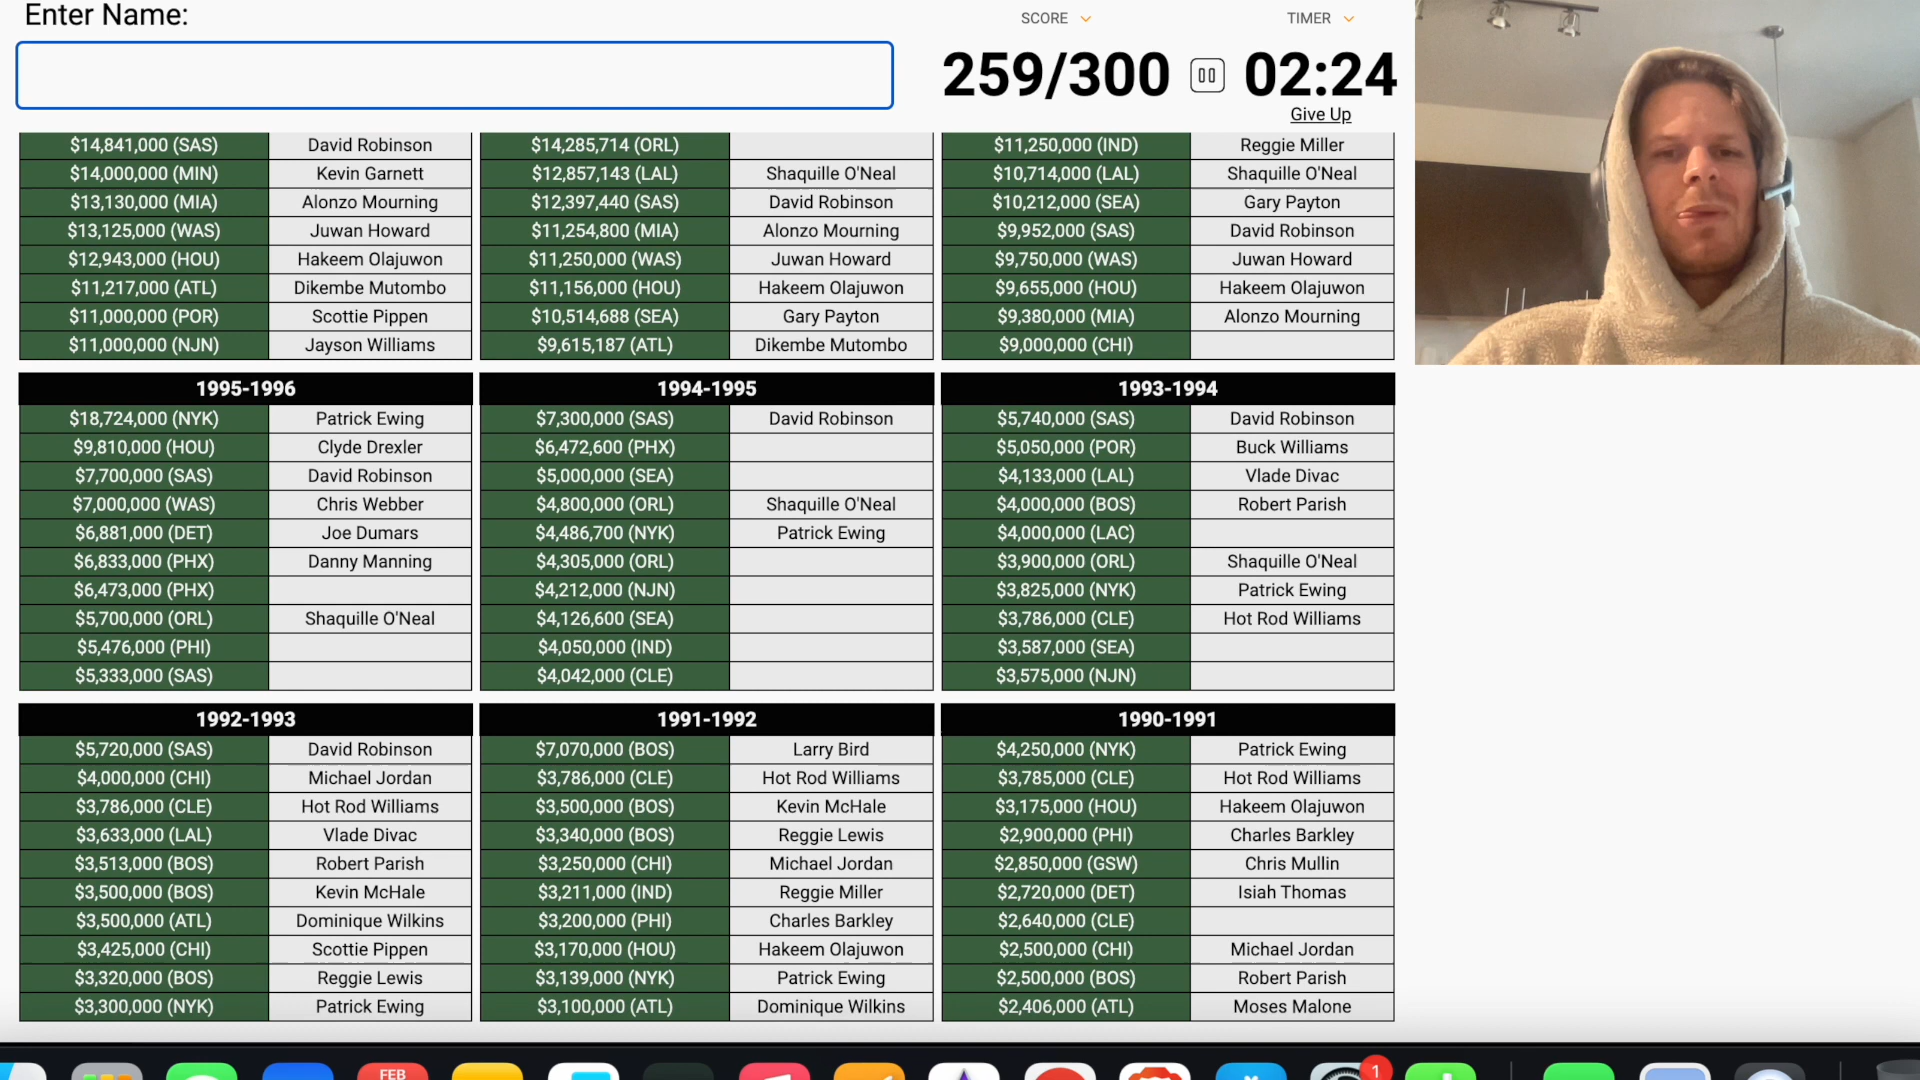 Enter Name:
SCORE
TIMER
259/300
02:24
Give Up
$14,841,000 (SAS) David Robinson $14,285,714 (ORL) $11,250,000 (IND) Reggie Miller
$14,000,000 (MIN) Kevin Garnett $12,857,143 (LAL) Shaquille O'Neal $10,714,000 (LAL) Shaquille O'Neal
$13,130,000 (MIA) Alonzo Mourning $12,397,440 (SAS) David Robinson $10,212,000 (SEA) Gary Payton
$13,125,000 (WAS) Juwan Howard $11,254,800 (MIA) Alonzo Mourning $9,952,000 (SAS) David Robinson
$12,943,000 (HOU) Hakeem Olajuwon $11,250,000 (WAS) Juwan Howard $9,750,000 (WAS) Juwan Howard
$11,217,000 (ATL) Dikembe Mutombo $11,156,000 (HOU) Hakeem Olajuwon $9,655,000 (HOU) Hakeem Olajuwon
$11,000,000 (POR) Scottie Pippen $10,514,688 (SEA) Gary Payton $9,380,000 (MIA) Alonzo Mourning
$11,000,000 (NJN) Jayson Williams $9,615,187 (ATL) Dikembe Mutombo $9,000,000 (CHI)
1995-1996 1994-1995 1993-1994
$18,724,000 (NYK) Patrick Ewing $7,300,000 (SAS) David Robinson $5,740,000 (SAS) David Robinson
$9,810,000 (HOU) Clyde Drexler $6,472,600 (PHX) $5,050,000 (POR) Buck Williams
$7,700,000 (SAS) David Robinson $5,000,000 (SEA) $4,133,000 (LAL) Vlade Divac
$7,000,000 (WAS) Chris Webber $4,800,000 (ORL) Shaquille O'Neal $4,000,000 (BOS) Robert Parish
$6,881,000 (DET) Joe Dumars $4,486,700 (NYK) Patrick Ewing $4,000,000 (LAC)
$6,833,000 (PHX) Danny Manning $4,305,000 (ORL) $3,900,000 (ORL) Shaquille O'Neal
$6,473,000 (PHX) $4,212,000 (NJN) $3,825,000 (NYK) Patrick Ewing
$5,700,000 (ORL) Shaquille O'Neal $4,126,600 (SEA) $3,786,000 (CLE) Hot Rod Williams
$5,476,000 (PHI) $4,050,000 (IND) $3,587,000 (SEA)
$5,333,000 (SAS) $4,042,000 (CLE) $3,575,000 (NJN)
1992-1993 1991-1992 1990-1991
$5,720,000 (SAS) David Robinson $7,070,000 (BOS) Larry Bird $4,250,000 (NYK) Patrick Ewing
$4,000,000 (CHI) Michael Jordan $3,786,000 (CLE) Hot Rod Williams $3,785,000 (CLE) Hot Rod Williams
$3,786,000 (CLE) Hot Rod Williams $3,500,000 (BOS) Kevin McHale $3,175,000 (HOU) Hakeem Olajuwon
$3,633,000 (LAL) Vlade Divac $3,340,000 (BOS) Reggie Lewis $2,900,000 (PHI) Charles Barkley
$3,513,000 (BOS) Robert Parish $3,250,000 (CHI) Michael Jordan $2,850,000 (GSW) Chris Mullin
$3,500,000 (BOS) Kevin McHale $3,211,000 (IND) Reggie Miller $2,720,000 (DET) Isiah Thomas
$3,500,000 (ATL) Dominique Wilkins $3,200,000 (PHI) Charles Barkley $2,640,000 (CLE)
$3,425,000 (CHI) Scottie Pippen $3,170,000 (HOU) Hakeem Olajuwon $2,500,000 (CHI) Michael Jordan
$3,320,000 (BOS) Reggie Lewis $3,139,000 (NYK) Patrick Ewing $2,500,000 (BOS) Robert Parish
$3,300,000 (NYK) Patrick Ewing $3,100,000 (ATL) Dominique Wilkins $2,406,000 (ATL) Moses Malone
FEB
1